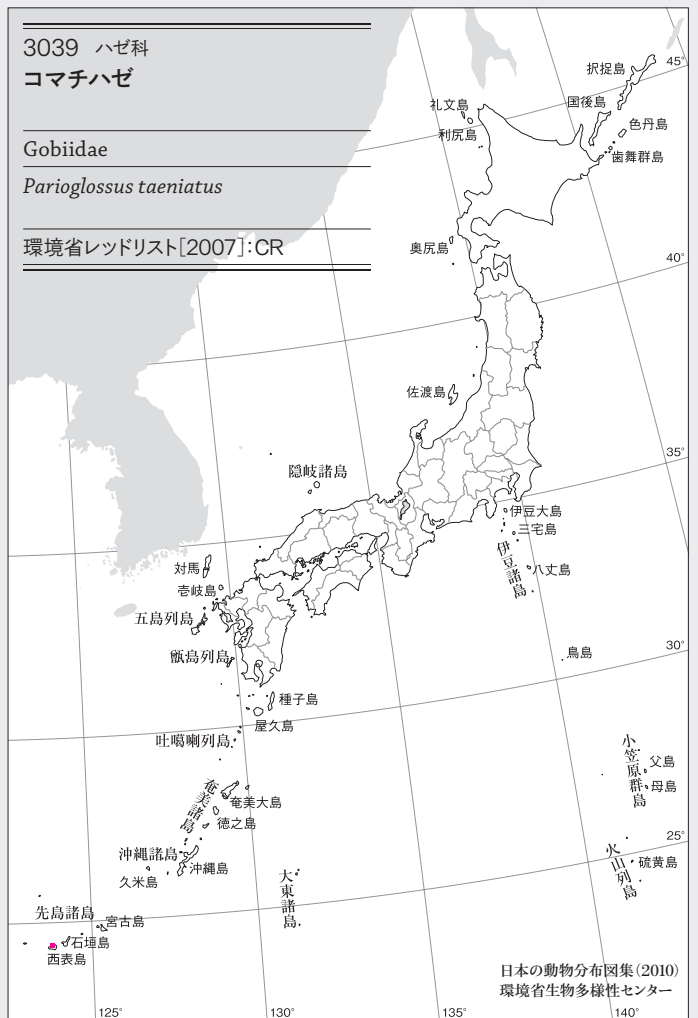 3039 ハゼ科
コマチハゼ
Gobiidae
Parioglossus taeniatus
環境省レッドリスト[2007]:CR
45°
択捉島
国後島
礼文島
色丹島
利尻島
歯舞群島
奥尻島
40°
佐渡島
35°
隠岐諸島
伊豆大島
三宅島
伊豆諸島
八丈島
対馬
壱岐島
五島列島
甑島列島
30°
鳥島
種子島
屋久島
吐噶喇列島
小笠原群島
父島
母島
奄美諸島
奄美大島
徳之島
25°
沖縄諸島
沖縄島
久米島
火山列島
硫黄島
大東諸島
先島諸島
宮古島
石垣島
西表島
日本の動物分布図集(2010)
環境省生物多様性センター
125°
130°
135°
140°